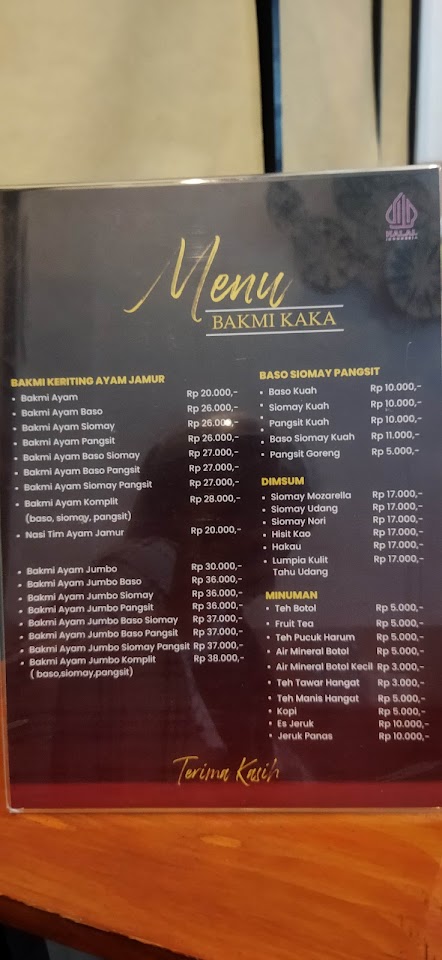 HALAL
INDONESIA
Menu
BAKMI KAKA
BAKMI KERITING AYAM JAMUR
• Bakmi Ayam Rp 20.000,-
• Bakmi Ayam Baso Rp 26.000,-
• Bakmi Ayam Siomay Rp 26.000,-
• Bakmi Ayam Pangsit Rp 26.000,-
• Bakmi Ayam Baso Siomay Rp 27.000,-
• Bakmi Ayam Baso Pangsit Rp 27.000,-
• Bakmi Ayam Siomay Pangsit Rp 27.000,-
• Bakmi Ayam Komplit Rp 28.000,-
(baso, siomay, pangsit)
• Nasi Tim Ayam Jamur Rp 20.000,-
• Bakmi Ayam Jumbo Rp 30.000,-
• Bakmi Ayam Jumbo Baso Rp 36.000,-
• Bakmi Ayam Jumbo Siomay Rp 36.000,-
• Bakmi Ayam Jumbo Pangsit Rp 36.000,-
• Bakmi Ayam Jumbo Baso Siomay Rp 37.000,-
• Bakmi Ayam Jumbo Baso Pangsit Rp 37.000,-
• Bakmi Ayam Jumbo Siomay Pangsit Rp 37.000,-
• Bakmi Ayam Jumbo Komplit Rp 38.000,-
( baso,siomay,pangsit)
BASO SIOMAY PANGSIT
• Baso Kuah Rp 10.000,-
• Siomay Kuah Rp 10.000,-
• Pangsit Kuah Rp 10.000,-
• Baso Siomay Kuah Rp 11.000,-
• Pangsit Goreng Rp 5.000,-
DIMSUM
• Siomay Mozarella Rp 17.000,-
• Siomay Udang Rp 17.000,-
• Siomay Nori Rp 17.000,-
• Hisit Kao Rp 17.000,-
• Hakau Rp 17.000,-
• Lumpia Kulit Rp 17.000,-
Tahu Udang
MINUMAN
• Teh Botol Rp 5.000,-
• Fruit Tea Rp 5.000,-
• Teh Pucuk Harum Rp 5.000,-
• Air Mineral Botol Rp 5.000,-
• Air Mineral Botol Kecil Rp 3.000,-
• Teh Tawar Hangat Rp 3.000,-
• Teh Manis Hangat Rp 5.000,-
• Kopi Rp 5.000,-
• Es Jeruk Rp 10.000,-
• Jeruk Panas Rp 10.000,-
Terima Kasih